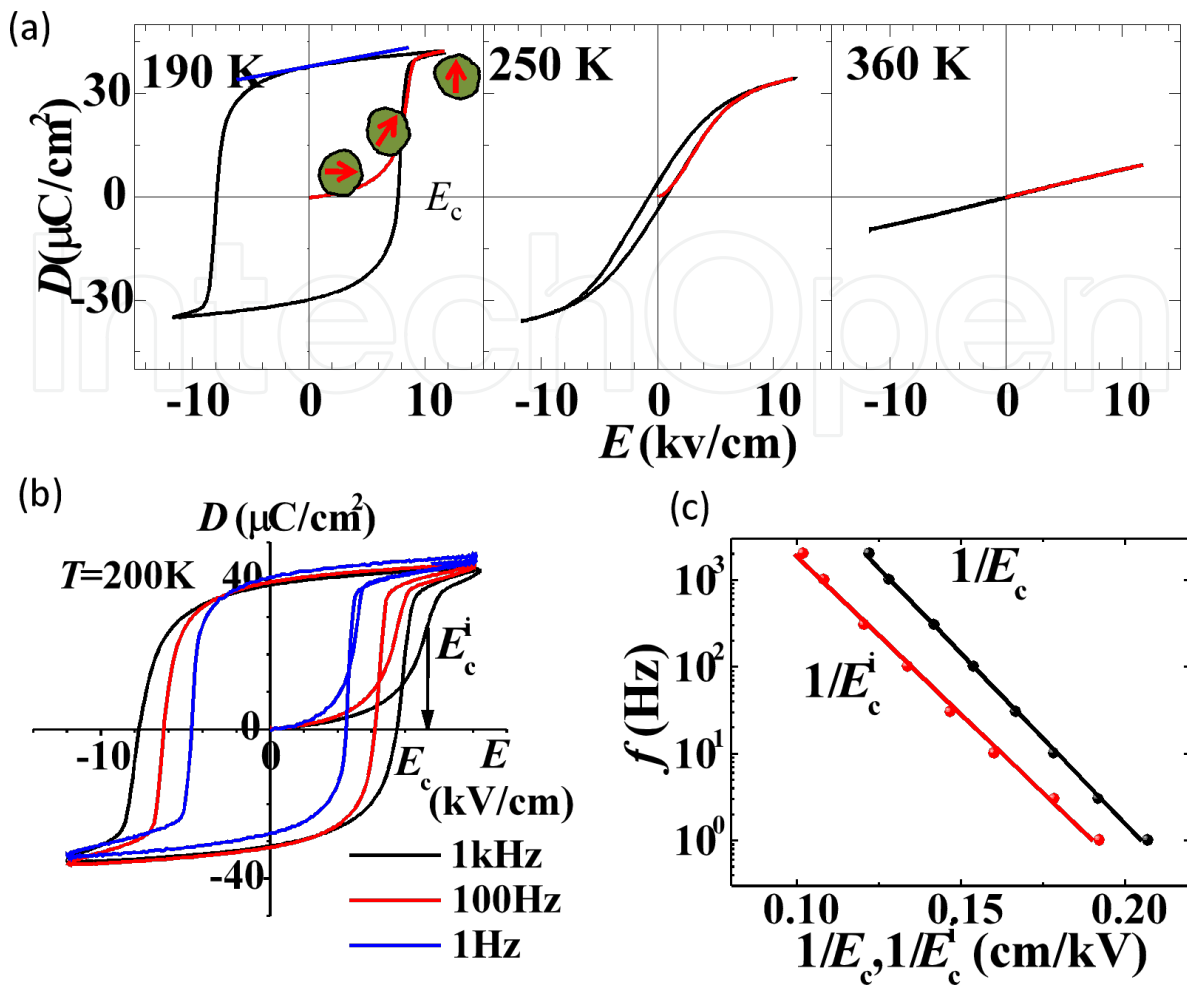 (a)
190 K
250 K
360 K
30
0
-30
D(μC/cm²)
E_c
-10 0 10 -10 0 10 -10 0 10
E (kv/cm)
IntechOpen
(b)
D (μC/cm²)
T=200K
40
0
-40
-10 0
E_c^i
E_c
E
(kV/cm)
1kHz
100Hz
1Hz
(c)
1/E_c
1/E_c^i
f (Hz)
10³
10²
10¹
10⁰
0.10 0.15 0.20
1/E_c,1/E_c^i (cm/kV)